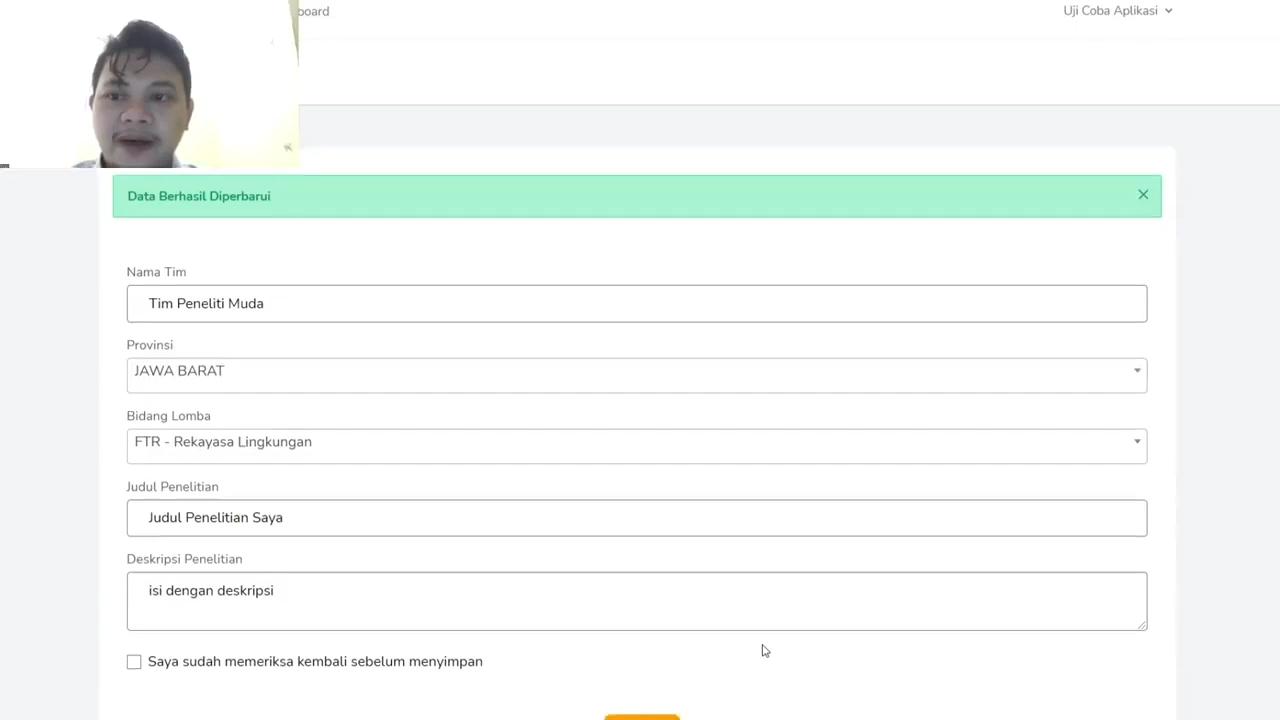 board
Uji Coba Aplikasi
Data Berhasil Diperbarui
Nama Tim
Tim Peneliti Muda
Provinsi
JAWA BARAT
Bidang Lomba
FTR - Rekayasa Lingkungan
Judul Penelitian
Judul Penelitian Saya
Deskripsi Penelitian
isi dengan deskripsi
Saya sudah memeriksa kembali sebelum menyimpan